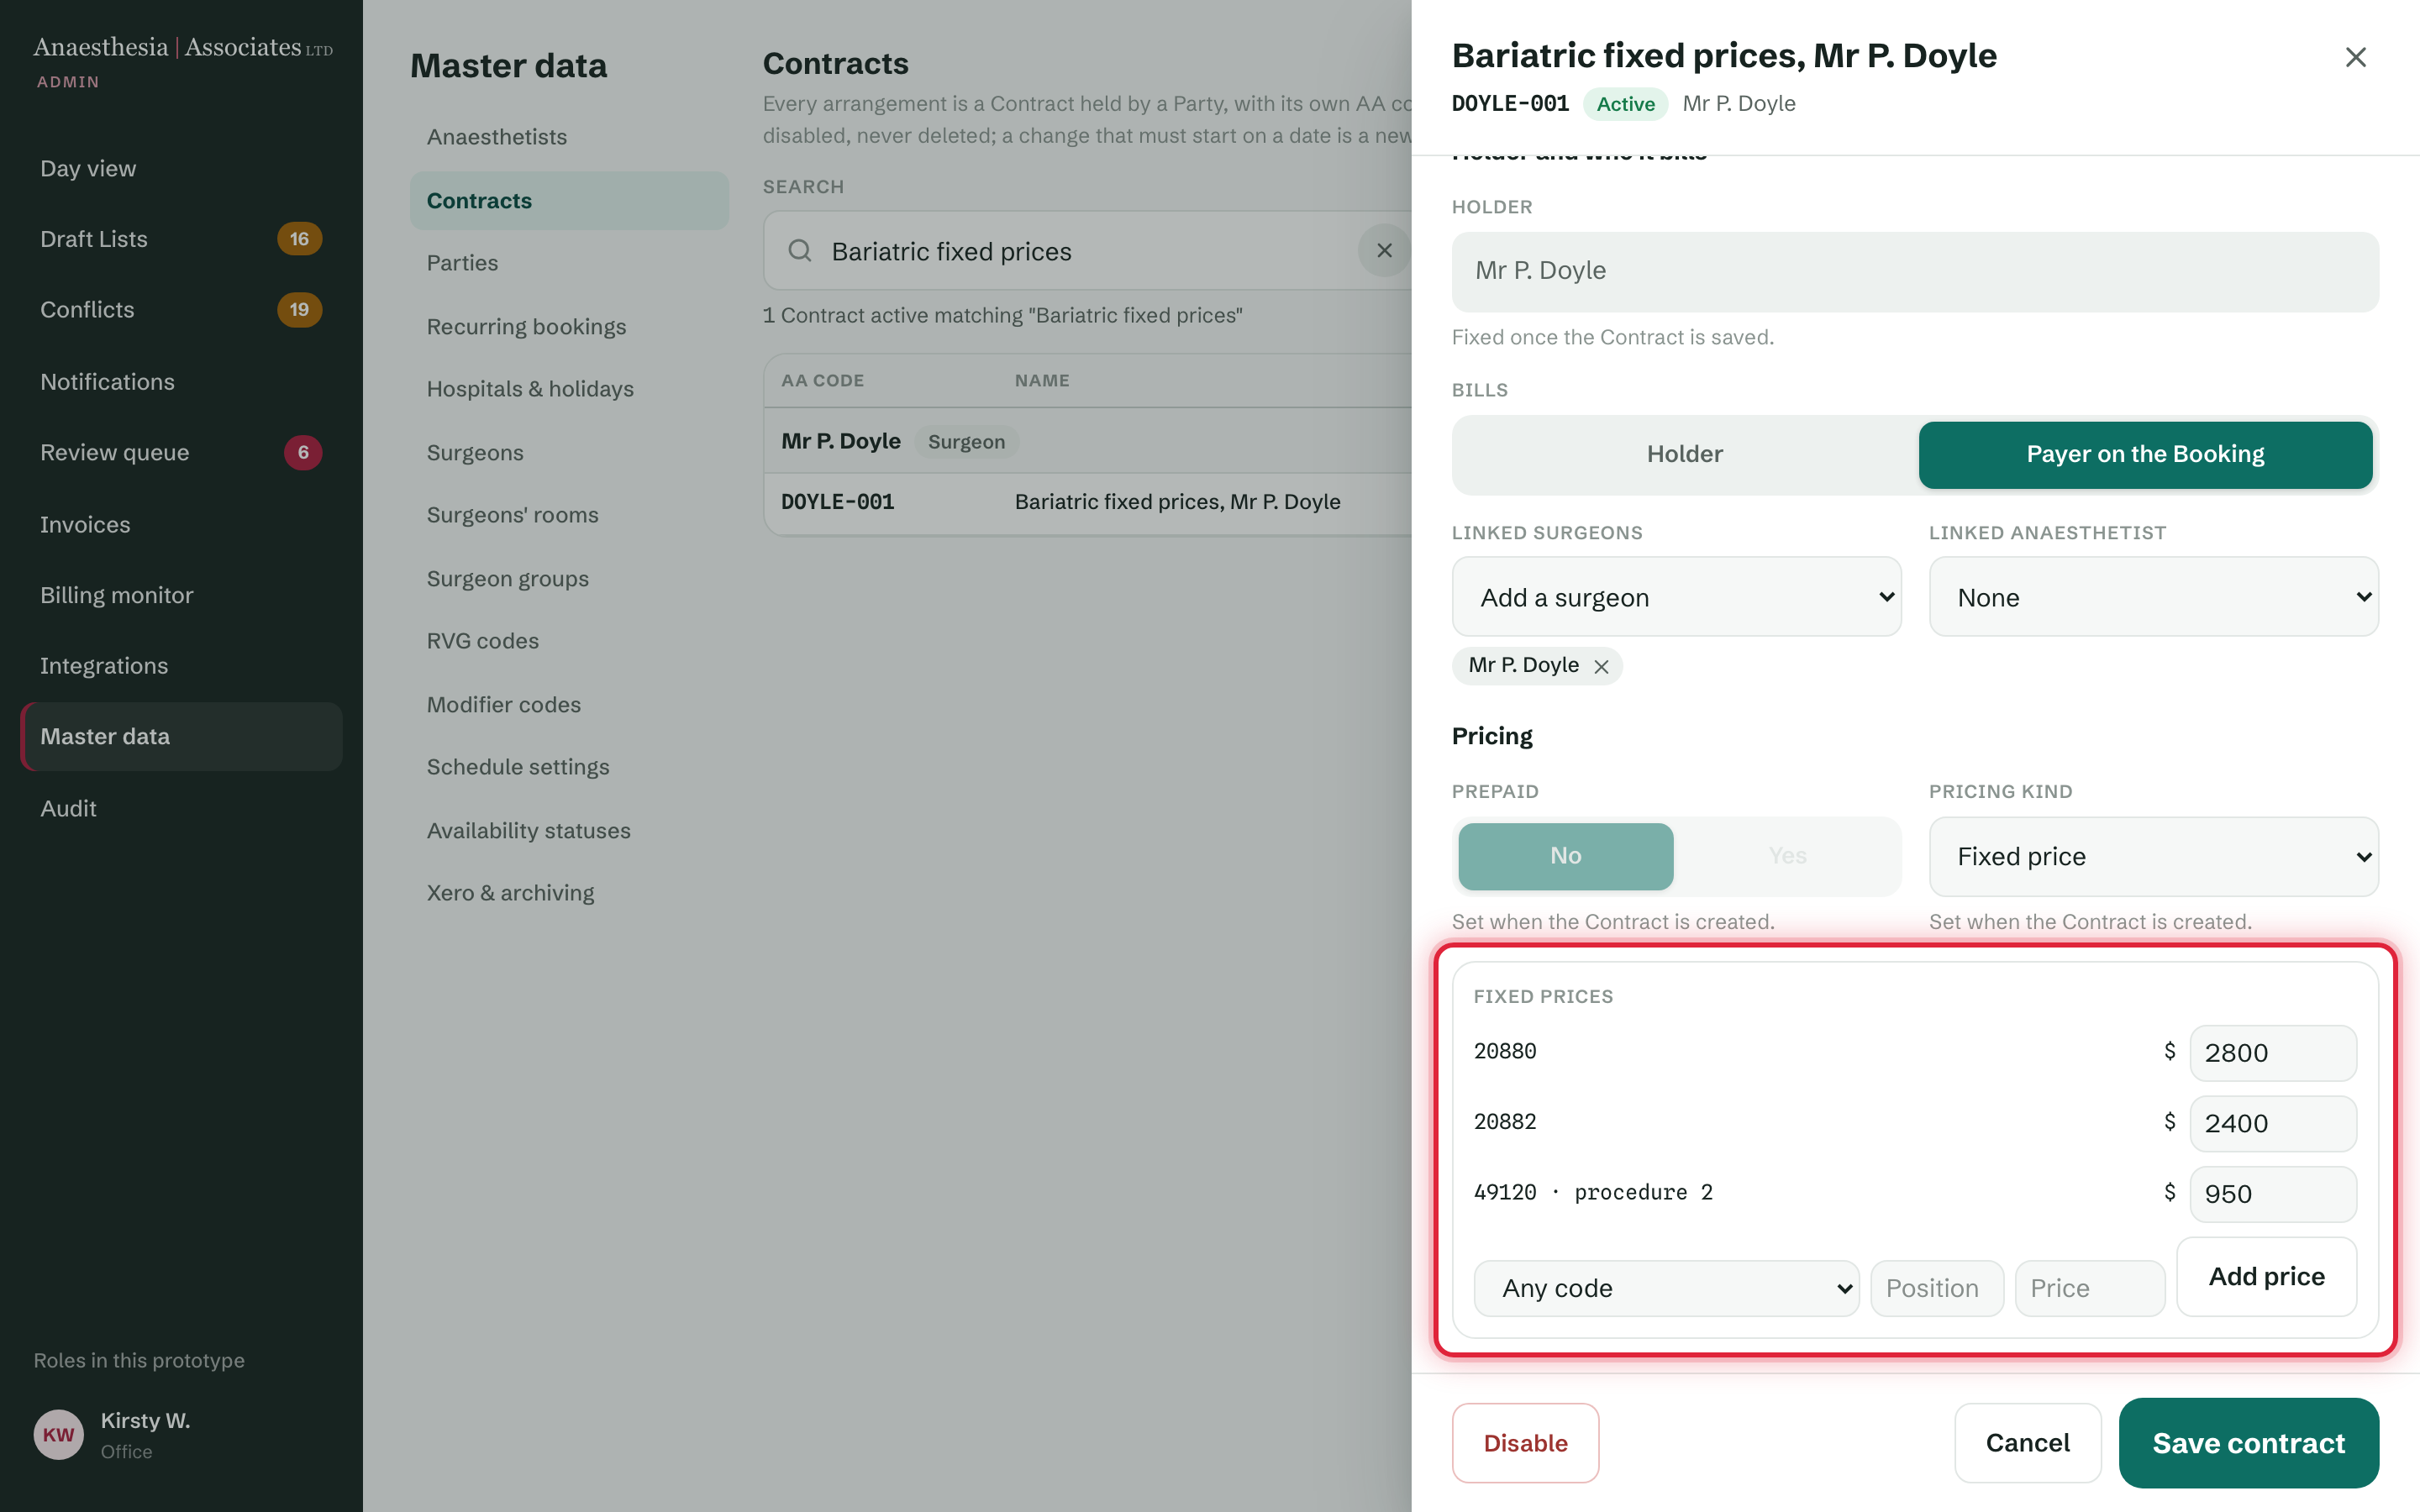 Anaesthesia | Associates LTD
ADMIN
Day view
Draft Lists 16
Conflicts 19
Notifications
Review queue 6
Invoices
Billing monitor
Integrations
Master data
Audit
Roles in this prototype
KW
Kirsty W.
Office
Master data
Anaesthetists
Contracts
Parties
Recurring bookings
Hospitals & holidays
Surgeons
Surgeons' rooms
Surgeon groups
RVG codes
Modifier codes
Schedule settings
Availability statuses
Xero & archiving
Contracts
Every arrangement is a Contract held by a Party, with its own AA co
disabled, never deleted; a change that must start on a date is a new
SEARCH
Bariatric fixed prices
1 Contract active matching "Bariatric fixed prices"
AA CODE NAME
Mr P. Doyle Surgeon
DOYLE-001 Bariatric fixed prices, Mr P. Doyle
Bariatric fixed prices, Mr P. Doyle
DOYLE-001 Active Mr P. Doyle
Holder and who it bills
HOLDER
Mr P. Doyle
Fixed once the Contract is saved.
BILLS
Holder Payer on the Booking
LINKED SURGEONS LINKED ANAESTHETIST
Add a surgeon None
Mr P. Doyle
Pricing
PREPAID PRICING KIND
No Yes Fixed price
Set when the Contract is created. Set when the Contract is created.
FIXED PRICES
20880 $ 2800
20882 $ 2400
49120 · procedure 2 $ 950
Any code Position Price Add price
Disable Cancel Save contract